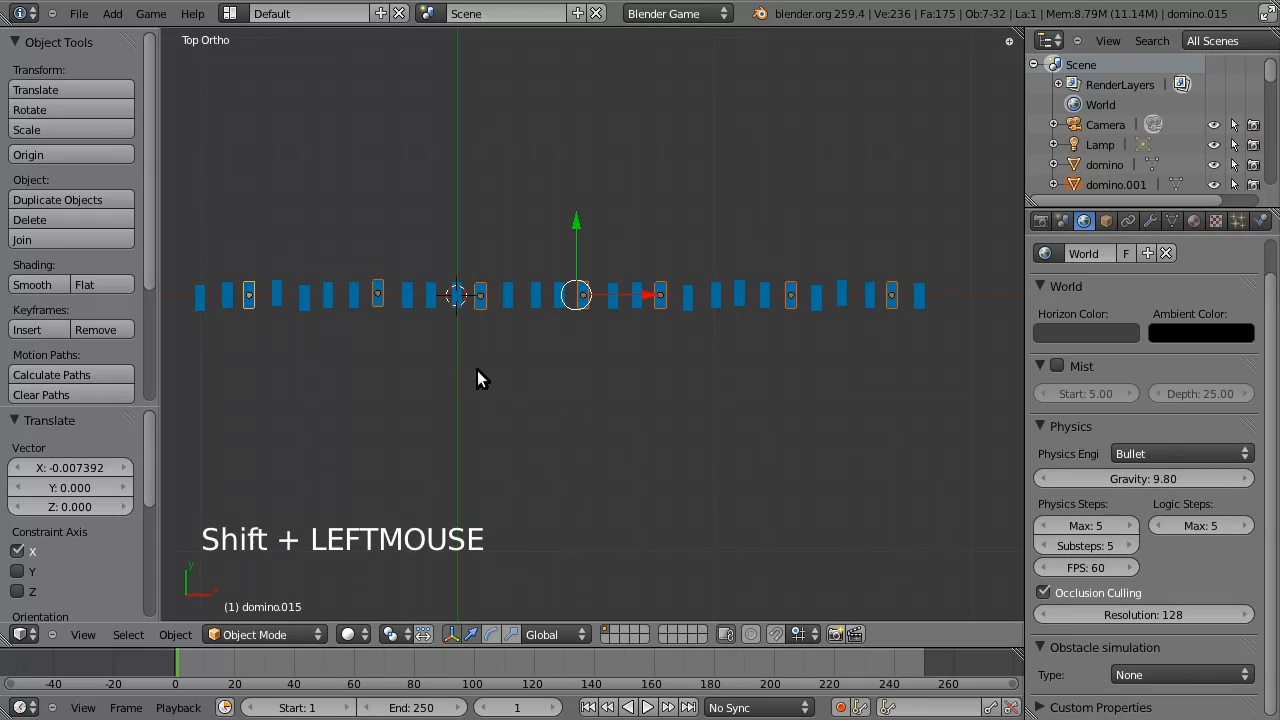 File Add Game Help Default Scene Blender Game blender.org 259.4 | Ve:236 | Fa:175 | Ob:7-32 | La:1 | Mem:8.79M (11.14M) | domino.015
Object Tools
Transform:
Translate
Rotate
Scale
Origin
Object:
Duplicate Objects
Delete
Join
Shading:
Smooth Flat
Keyframes:
Insert Remove
Motion Paths:
Calculate Paths
Clear Paths
Translate
Vector
X: -0.007392
Y: 0.000
Z: 0.000
Constraint Axis
X
Y
Z
Orientation
Top Ortho
Shift + LEFTMOUSE
y
x
(1) domino.015
View Select Object Object Mode Global
-40 -20 0 20 40 60 80 100 120 140 160 180 200 220 240 260
View Frame Playback Start: 1 End: 250 1 No Sync
View Search All Scenes
Scene
RenderLayers |
World
Camera |
Lamp |
domino |
domino.001 |
World F
World
Horizon Color: Ambient Color:
Mist
Start: 5.00 Depth: 25.00
Physics
Physics Engi Bullet
Gravity: 9.80
Physics Steps: Logic Steps:
Max: 5 Max: 5
Substeps: 5
FPS: 60
Occlusion Culling
Resolution: 128
Obstacle simulation
Type: None
Custom Properties